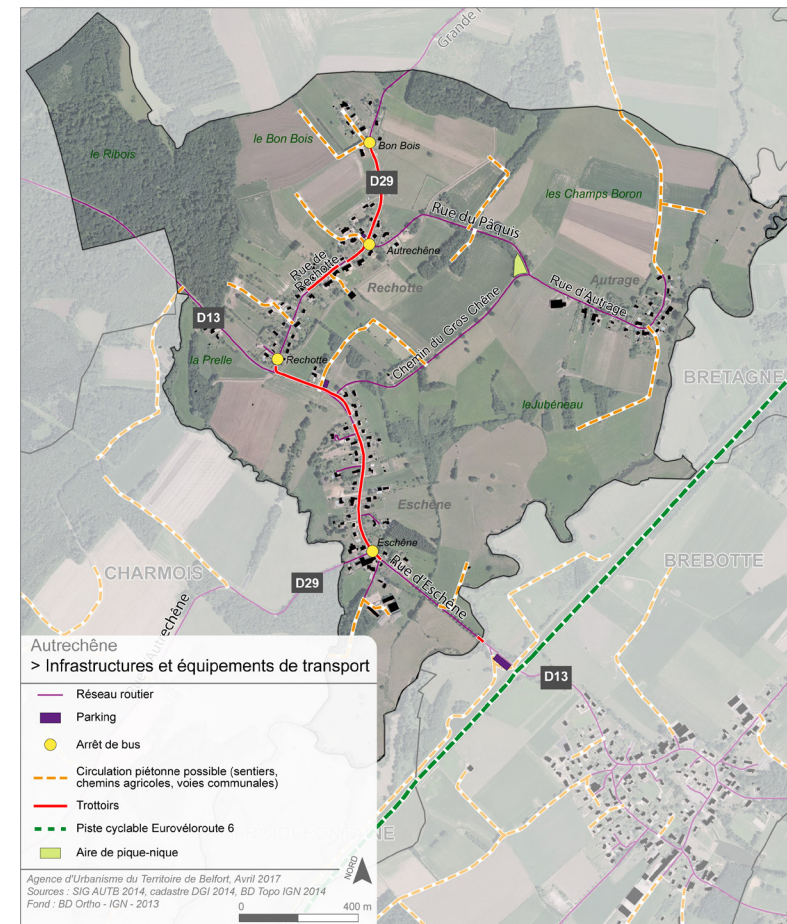 Grande
le Ribois
le Bon Bois
Bon Bois
D29
les Champs Boron
Rue du Pâquis
Autrechêne
Rue de
Rechotte
Rechotte
Autrage
Rue d'Autrage
D13
Chemin du Gros Chêne
la Prelle
Rechotte
BRETAGNE
leJubéneau
Eschêne
Eschêne
BREBOTTE
CHARMOIS
D29
Rue d'Eschêne
D13
Autrechêne
> Infrastructures et équipements de transport
Réseau routier
Parking
Arrêt de bus
Circulation piétonne possible (sentiers,
chemins agricoles, voies communales)
Trottoirs
Piste cyclable Eurovéloroute 6
Aire de pique-nique
NORD
Agence d'Urbanisme du Territoire de Belfort, Avril 2017
Sources : SIG AUTB 2014, cadastre DGI 2014, BD Topo IGN 2014
Fond : BD Ortho - IGN - 2013
0 400 m